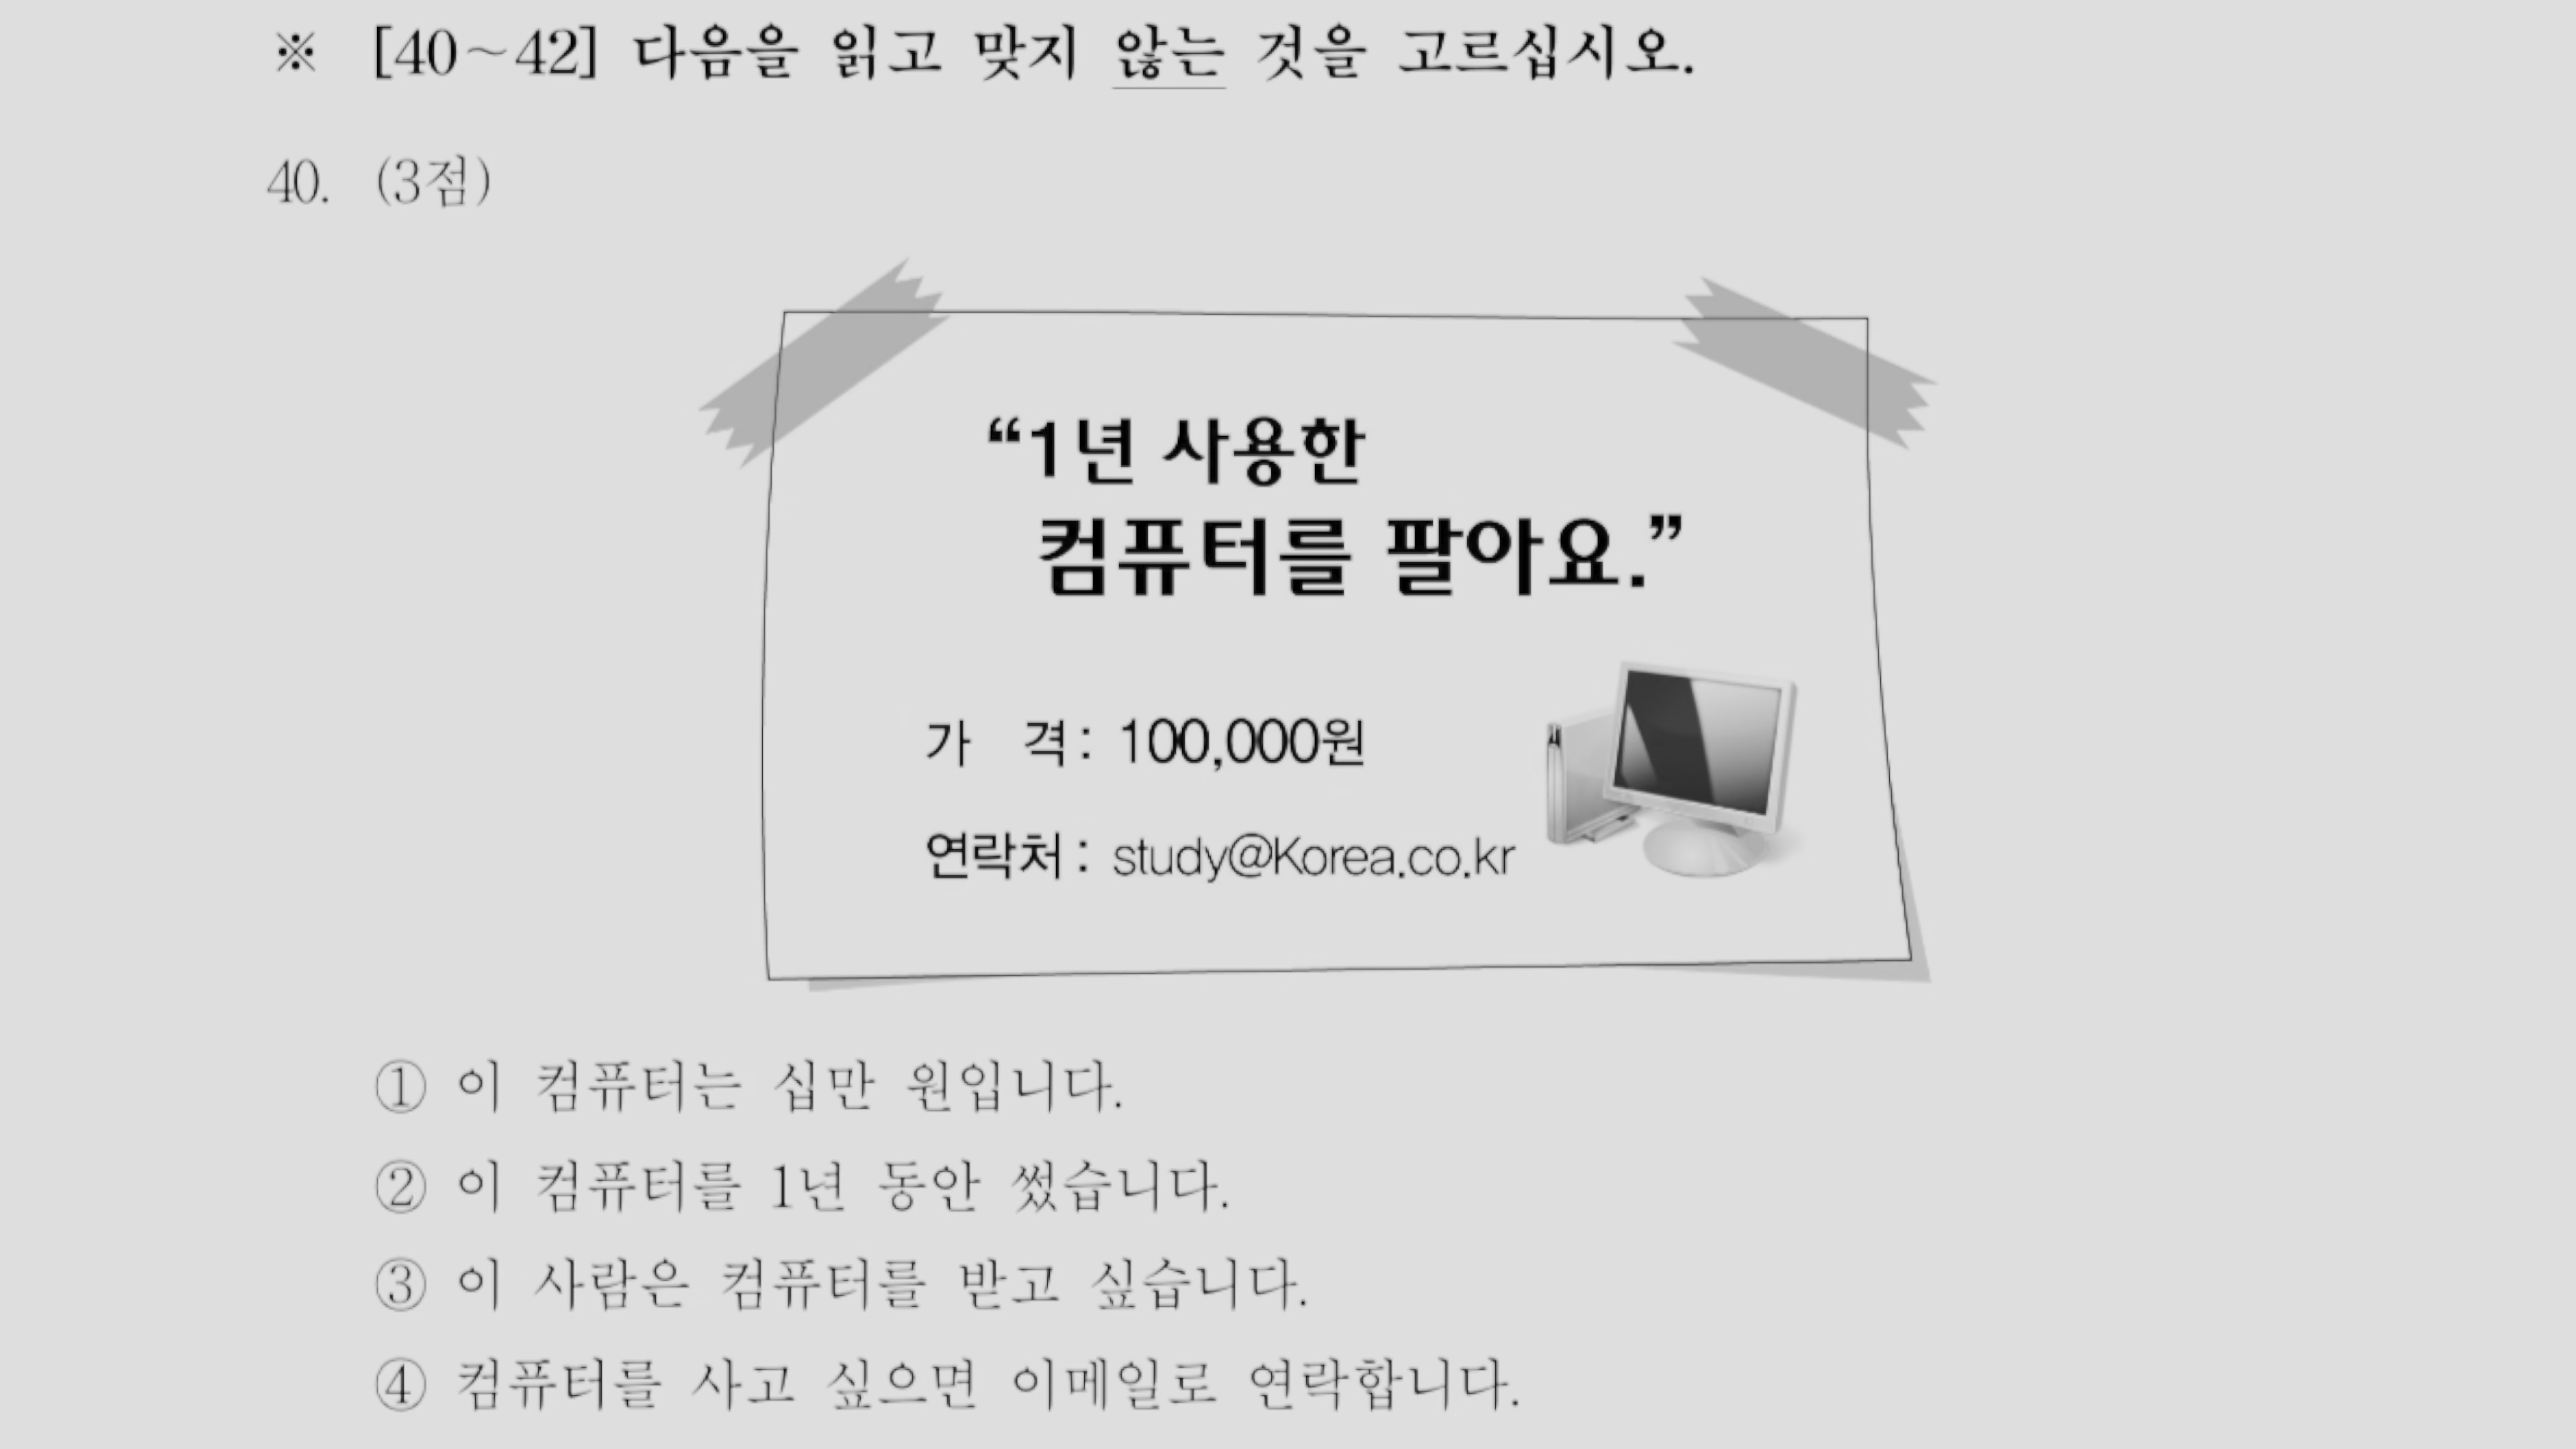 ※ [40~42] 다음을 읽고 맞지 않는 것을 고르십시오.
40. (3점)
“1년 사용한
컴퓨터를 팔아요.”
가 격: 100,000원
연락처: study@Korea.co.kr
① 이 컴퓨터는 십만 원입니다.
② 이 컴퓨터를 1년 동안 썼습니다.
③ 이 사람은 컴퓨터를 받고 싶습니다.
④ 컴퓨터를 사고 싶으면 이메일로 연락합니다.